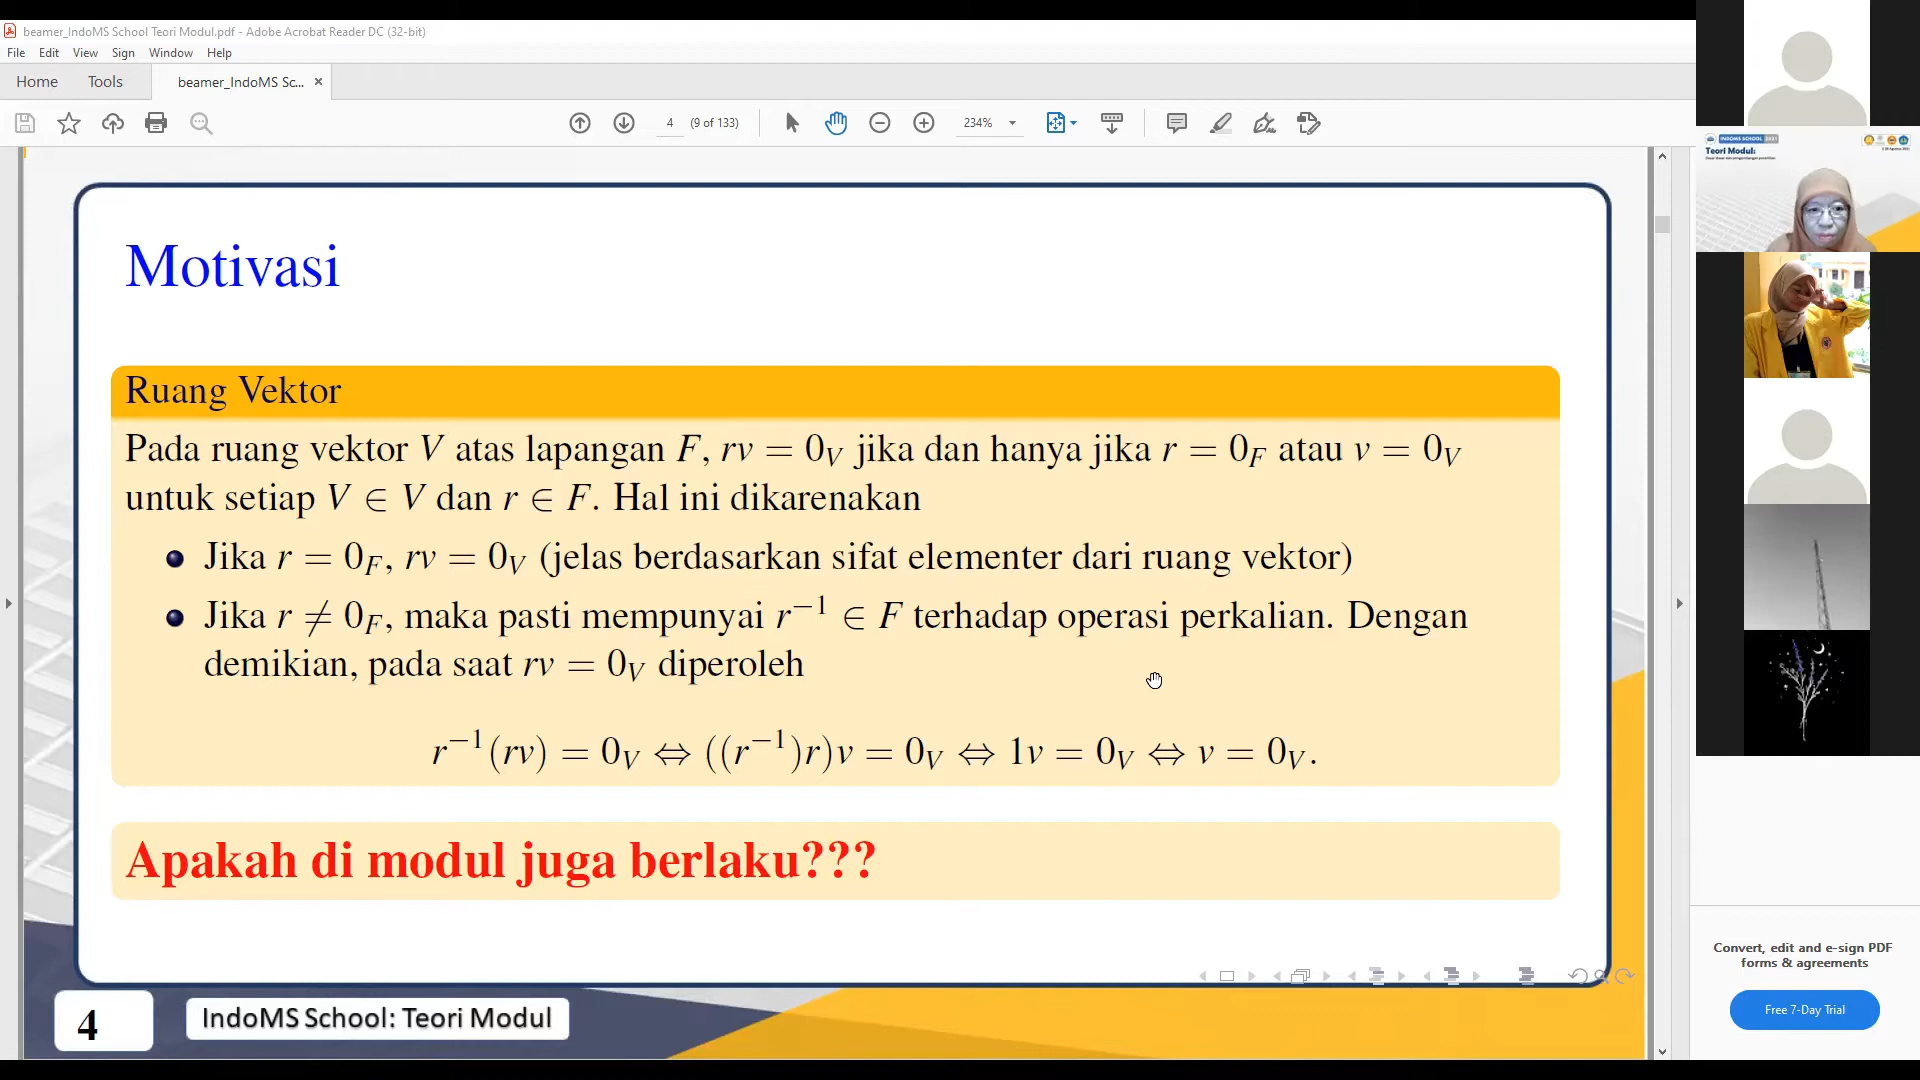 beamer_IndoMS School Teori Modul.pdf - Adobe Acrobat Reader DC (32-bit)
File Edit View Sign Window Help
Home Tools beamer_IndoMS Sc... ×
4 (9 of 133) 234%
INDOMS SCHOOL 2021
Teori Modul:
Motivasi
Ruang Vektor
Pada ruang vektor V atas lapangan F, rv = 0_V jika dan hanya jika r = 0_F atau v = 0_V
untuk setiap V ∈ V dan r ∈ F. Hal ini dikarenakan
Jika r = 0_F, rv = 0_V (jelas berdasarkan sifat elementer dari ruang vektor)
Jika r ≠ 0_F, maka pasti mempunyai r⁻¹ ∈ F terhadap operasi perkalian. Dengan
demikian, pada saat rv = 0_V diperoleh
r⁻¹(rv) = 0_V ⇔ ((r⁻¹)r)v = 0_V ⇔ 1v = 0_V ⇔ v = 0_V.
Apakah di modul juga berlaku???
4 IndoMS School: Teori Modul
Convert, edit and e-sign PDF
forms & agreements
Free 7-Day Trial